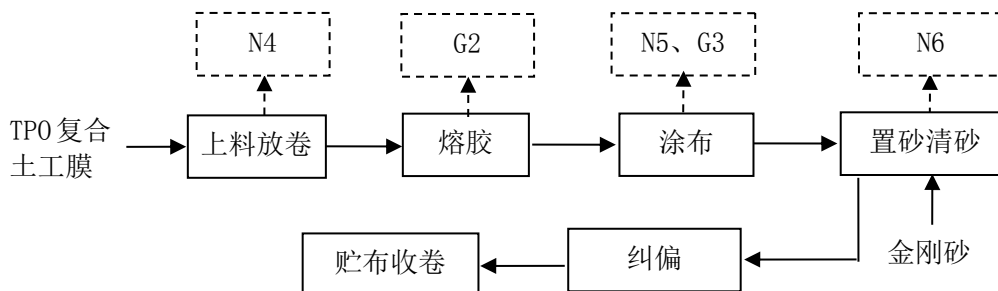 N4
G2
N5、G3
N6
TPO复合
土工膜
上料放卷
熔胶
涂布
置砂清砂
贮布收卷
纠偏
金刚砂